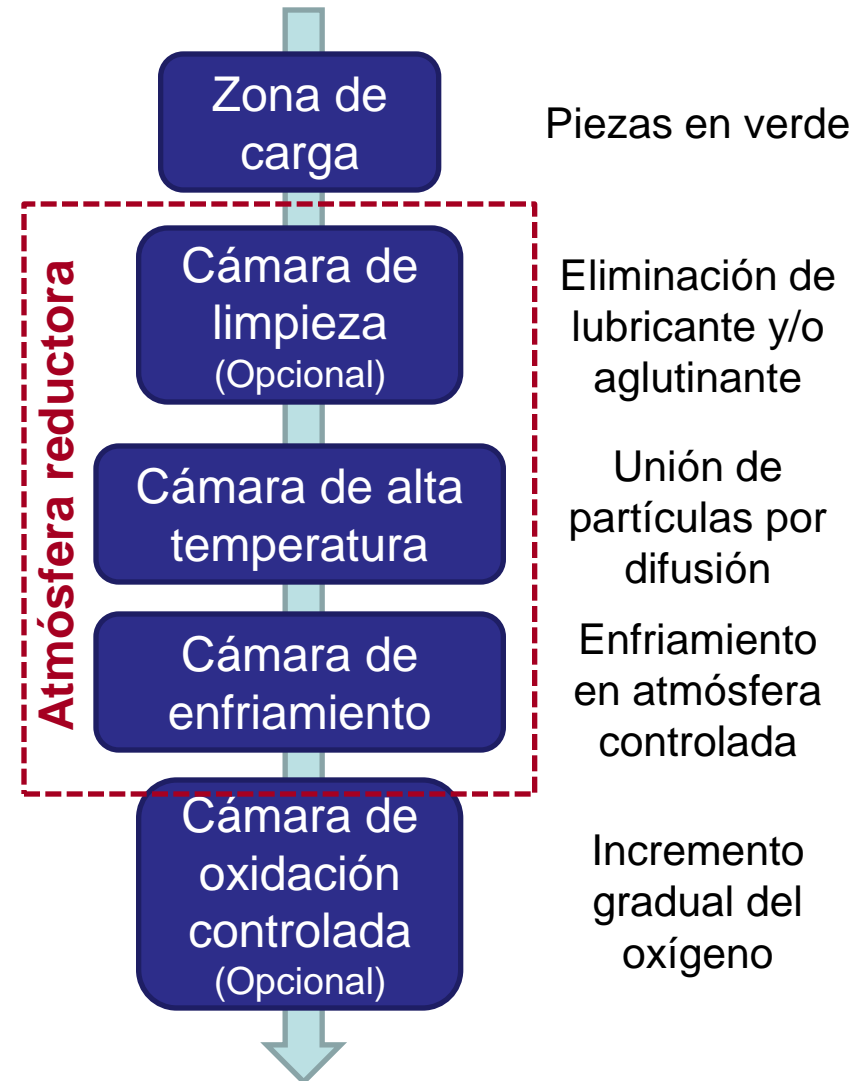 Zona de
carga
Piezas en verde
Atmósfera reductora
Cámara de
limpieza
(Opcional)
Eliminación de
lubricante y/o
aglutinante
Cámara de alta
temperatura
Unión de
partículas por
difusión
Cámara de
enfriamiento
Enfriamiento
en atmósfera
controlada
Cámara de
oxidación
controlada
(Opcional)
Incremento
gradual del
oxígeno